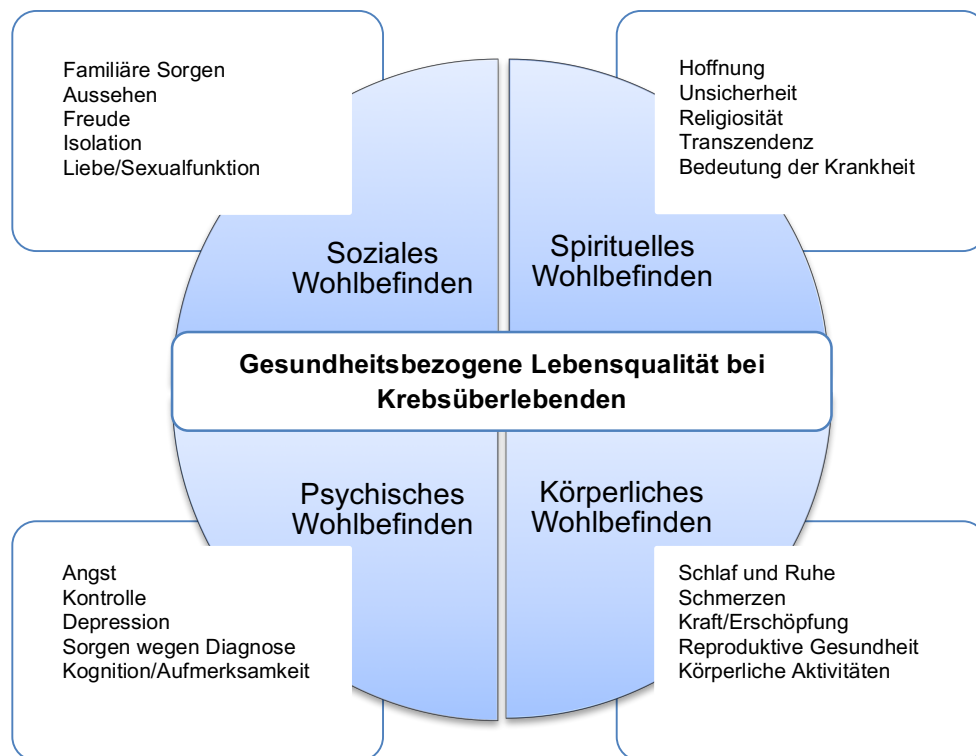 Familiäre Sorgen
Aussehen
Freude
Isolation
Liebe/Sexualfunktion
Hoffnung
Unsicherheit
Religiosität
Transzendenz
Bedeutung der Krankheit
Soziales
Wohlbefinden
Spirituelles
Wohlbefinden
Gesundheitsbezogene Lebensqualität bei
Krebsüberlebenden
Psychisches
Wohlbefinden
Körperliches
Wohlbefinden
Angst
Kontrolle
Depression
Sorgen wegen Diagnose
Kognition/Aufmerksamkeit
Schlaf und Ruhe
Schmerzen
Kraft/Erschöpfung
Reproduktive Gesundheit
Körperliche Aktivitäten